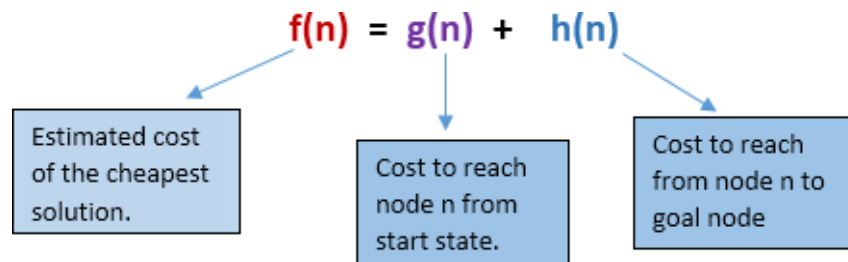 f(n) = g(n) + h(n)
Estimated cost
of the cheapest
solution.
Cost to reach
node n from
start state.
Cost to reach
from node n to
goal node